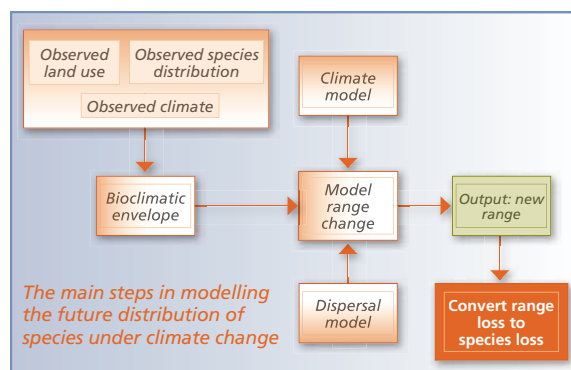 Observed
land use
Observed species
distribution
Observed climate
Climate
model
Bioclimatic
envelope
Model
range
change
Output: new
range
The main steps in modelling
the future distribution of
species under climate change
Dispersal
model
Convert range
loss to
species loss